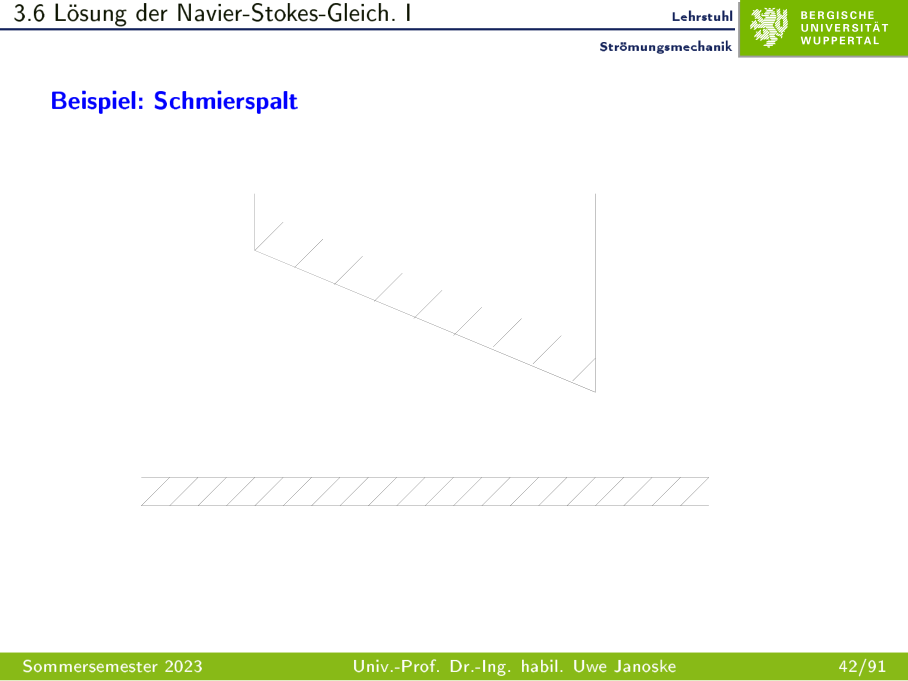 3.6 Lösung der Navier-Stokes-Gleich. I
Lehrstuhl
Strömungsmechanik
BERGISCHE
UNIVERSITÄT
WUPPERTAL
Beispiel: Schmierspalt
Sommersemester 2023
Univ.-Prof. Dr.-Ing. habil. Uwe Janoske
42/91